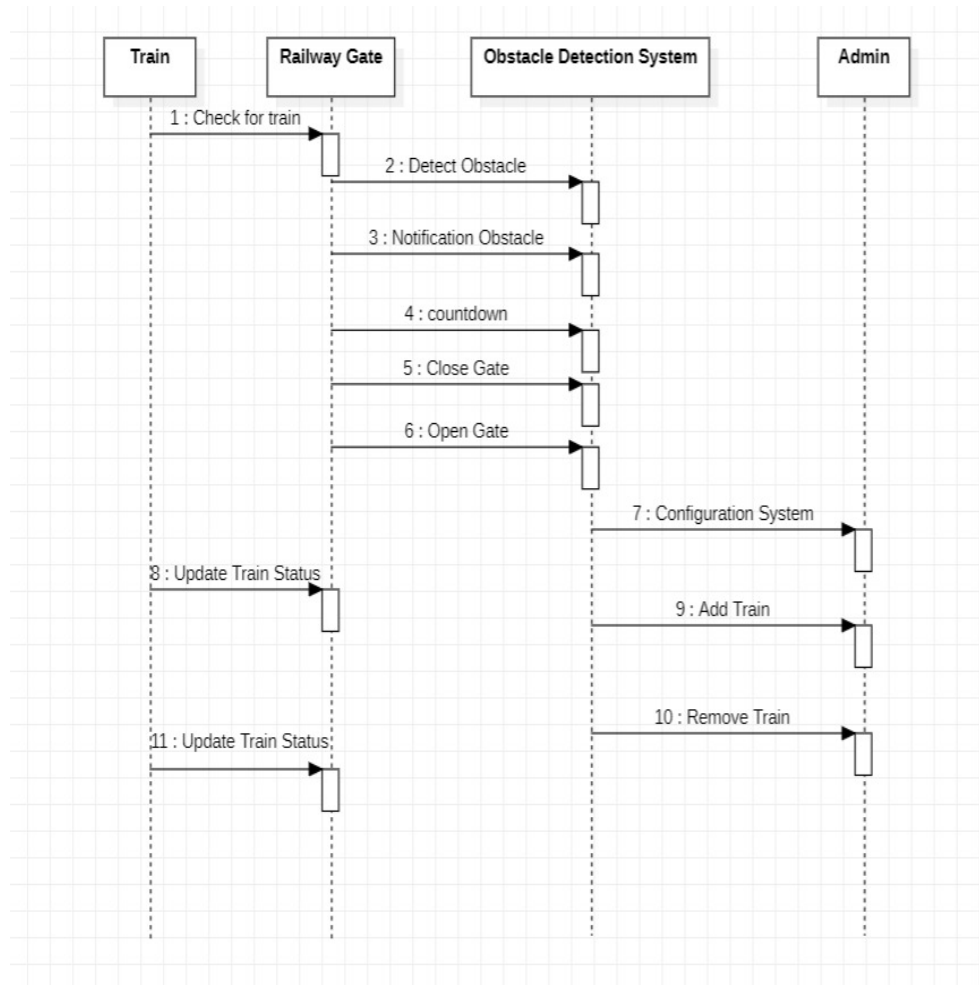 Train
Railway Gate
Obstacle Detection System
Admin
1 : Check for train
2 : Detect Obstacle
3 : Notification Obstacle
4 : countdown
5 : Close Gate
6 : Open Gate
7 : Configuration System
8 : Update Train Status
9 : Add Train
10 : Remove Train
11 : Update Train Status